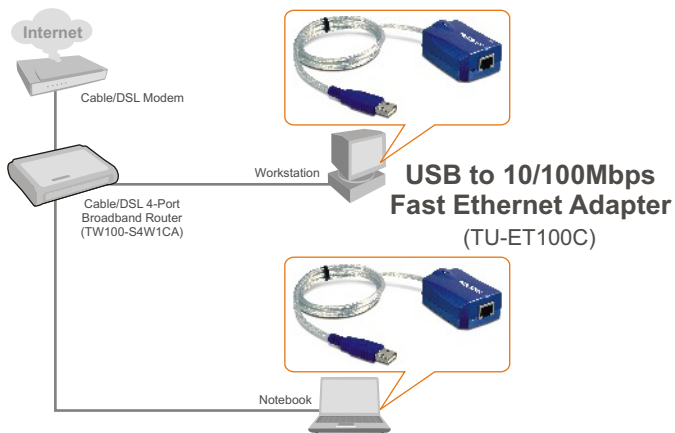 Internet
Cable/DSL Modem
Workstation
Cable/DSL 4-Port
Broadband Router
(TW100-S4W1CA)
USB to 10/100Mbps
Fast Ethernet Adapter
(TU-ET100C)
Notebook